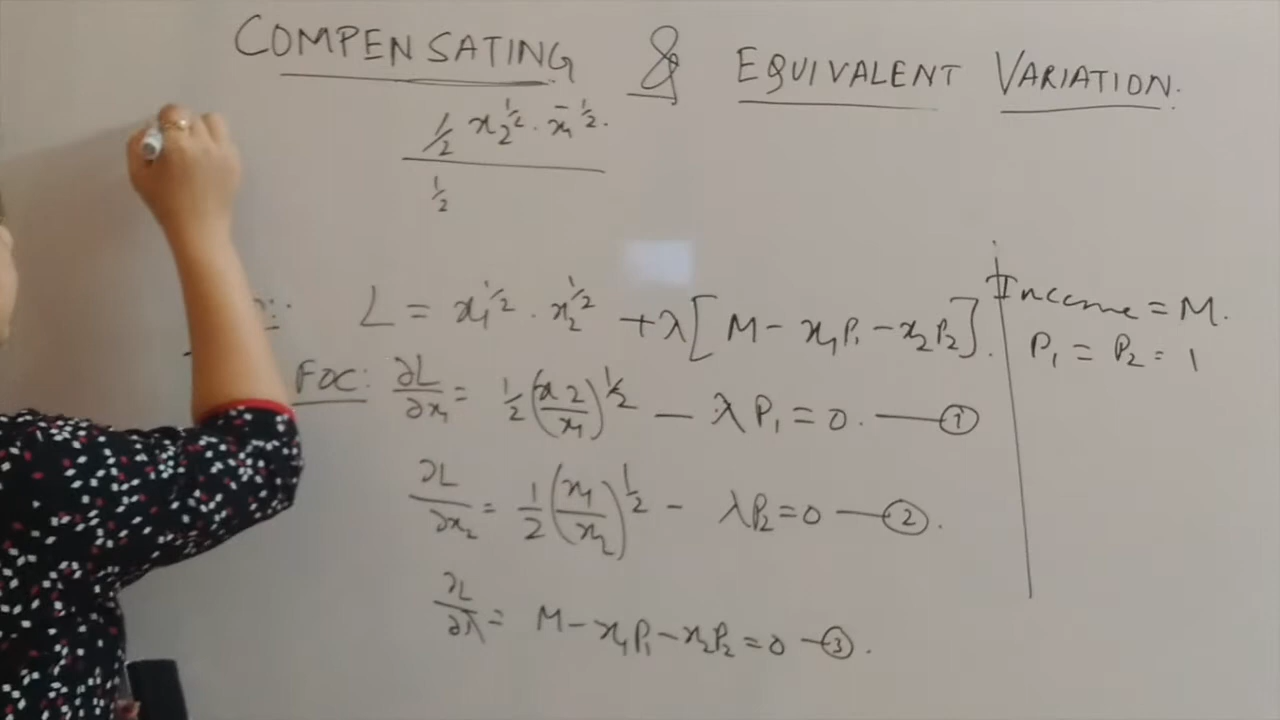 COMPENSATING & EQUIVALENT VARIATION.
1/2 x₂^1/2 . x₁^-1/2.
1/2
L = x₁^1/2 . x₂^1/2 + λ[M - x₁P₁ - x₂P₂].
Income = M.
P₁ = P₂ = 1
FOC: ∂L/∂x₁ = 1/2 (x2/x₁)^1/2 - λP₁ = 0. — ①
∂L/∂x₂ = 1/2 (x₁/x₂)^1/2 - λP₂ = 0 — ②.
∂L/∂λ = M - x₁P₁ - x₂P₂ = 0 — ③.